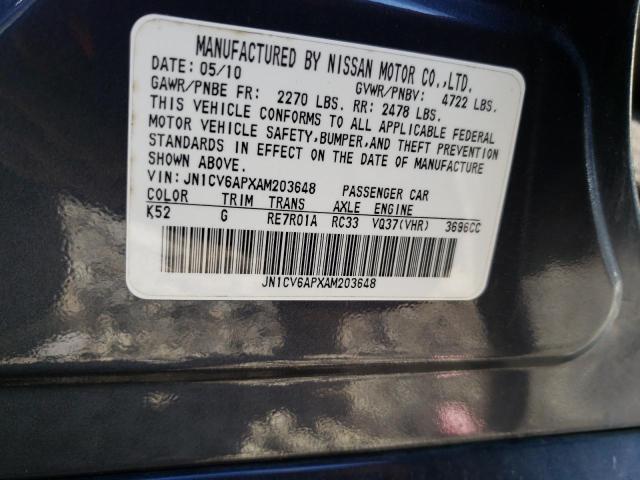 MANUFACTURED BY NISSAN MOTOR CO.,LTD.
DATE: 05/10 GVWR/PNBV: 4722 LBS.
GAWR/PNBE FR: 2270 LBS. RR: 2478 LBS.
THIS VEHICLE CONFORMS TO ALL APPLICABLE FEDERAL
MOTOR VEHICLE SAFETY, BUMPER, AND THEFT PREVENTION
STANDARDS IN EFFECT ON THE DATE OF MANUFACTURE
SHOWN ABOVE.
VIN: JN1CV6APXAM203648 PASSENGER CAR
COLOR TRIM TRANS AXLE ENGINE
K52 G RE7R01A RC33 VQ37(VHR) 3696CC
JN1CV6APXAM203648